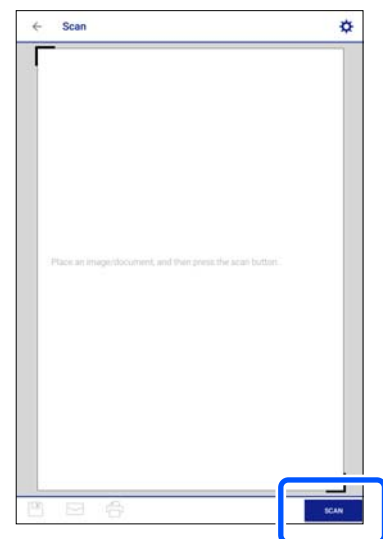 Scan
Place an image/document, and then press the scan button.
SCAN